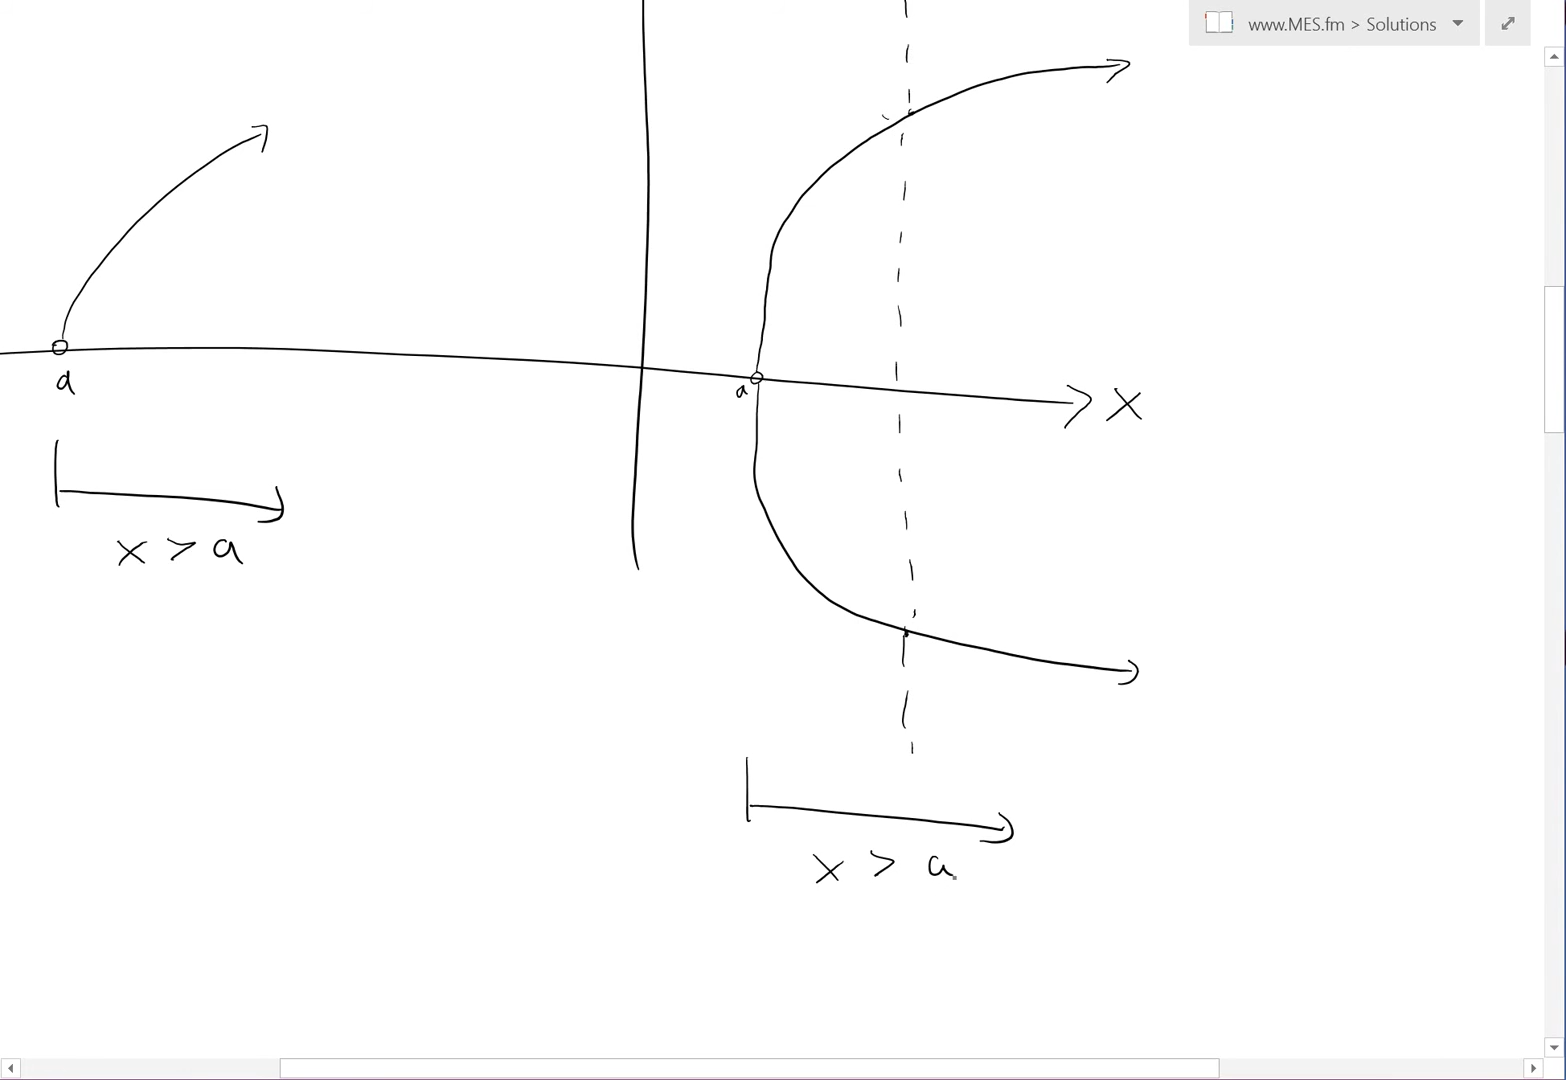 www.MES.fm > Solutions
a
a
X
x > a
x > a